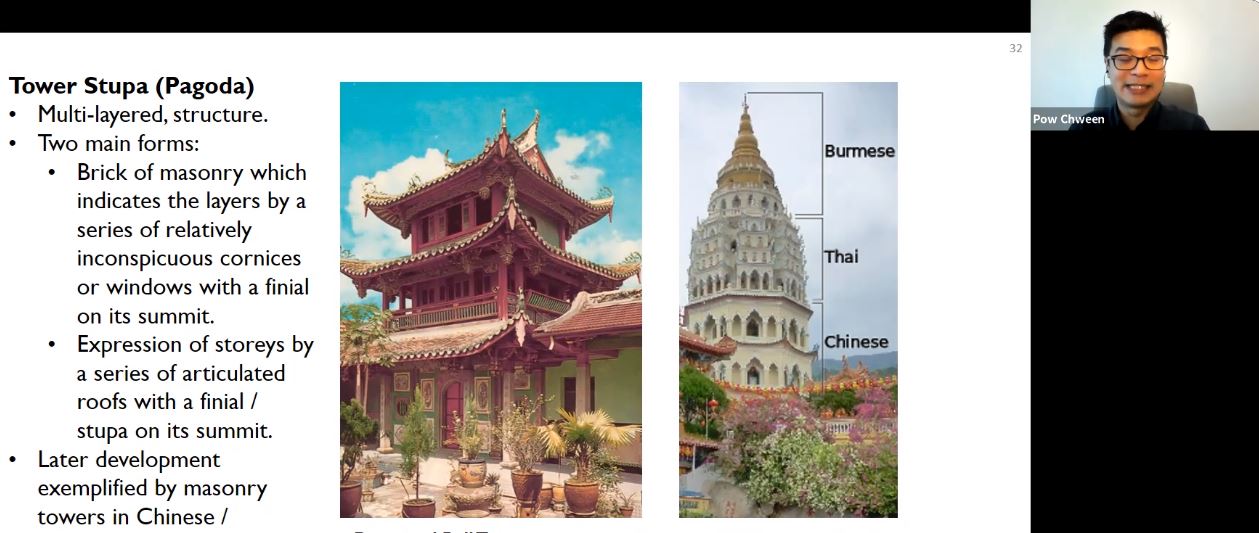 32
Tower Stupa (Pagoda)
• Multi-layered, structure.
• Two main forms:
• Brick of masonry which
indicates the layers by a
series of relatively
inconspicuous cornices
or windows with a finial
on its summit.
• Expression of storeys by
a series of articulated
roofs with a finial /
stupa on its summit.
• Later development
exemplified by masonry
towers in Chinese /
Burmese
Thai
Chinese
Pow Chween